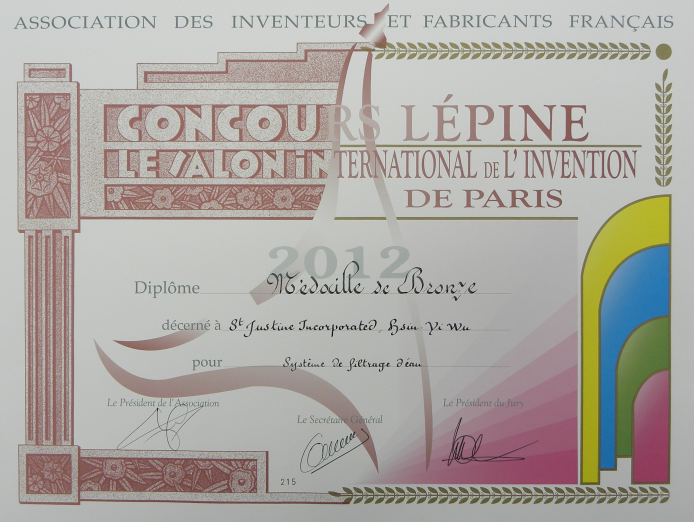 ASSOCIATION DES INVENTEURS ET FABRICANTS FRANÇAIS
CONCOURS LÉPINE
LE SALON INTERNATIONAL DE L'INVENTION
DE PARIS
2012
Diplôme Médaille de Bronze
décerné à St Justine Incorporated, Hsin Yi Wu
pour Système de filtrage d'éau
Le Président de l'Association
Le Secrétaire Général
Le Président du Jury
215